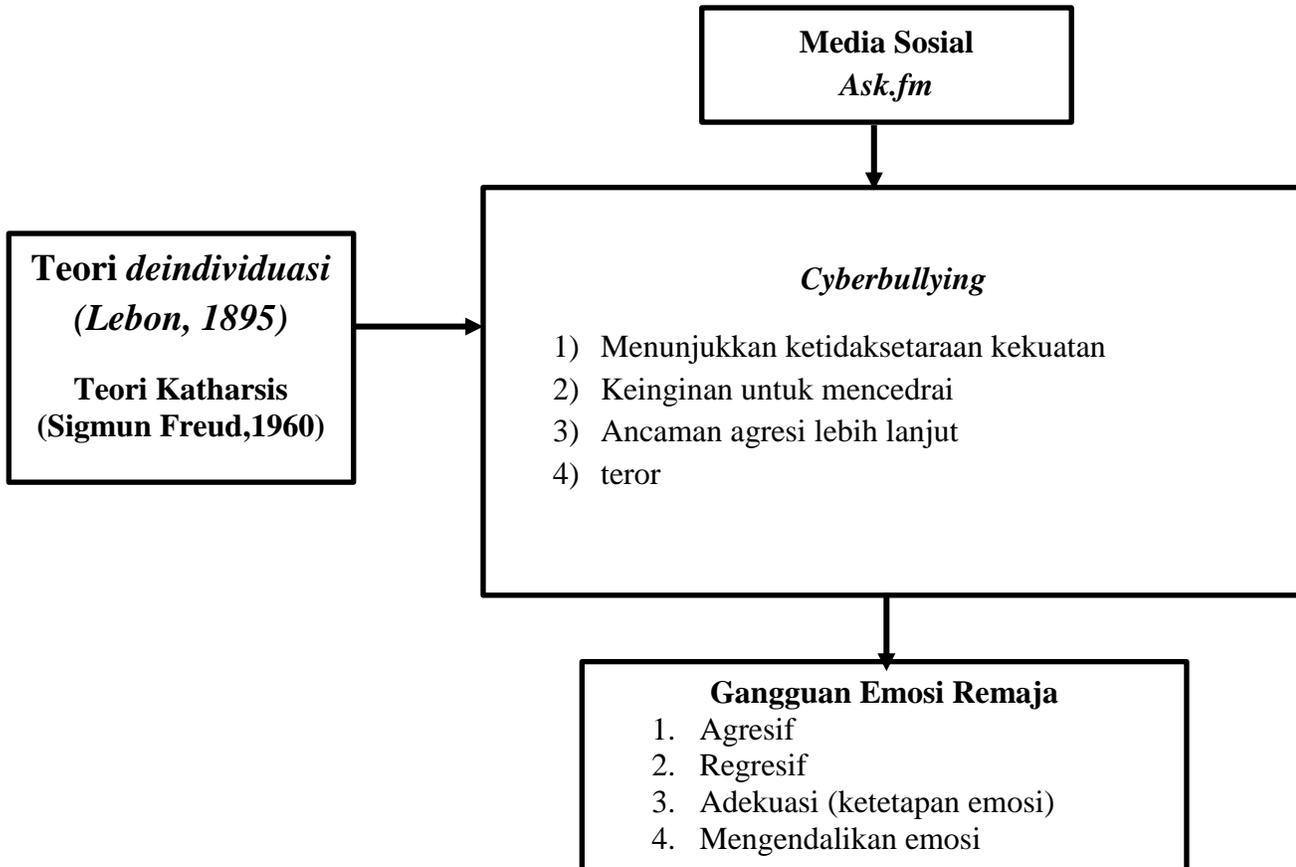 Media Sosial
Ask.fm
Teori deindividuasi
(Lebon, 1895)
Teori Katharsis
(Sigmun Freud,1960)
Cyberbullying
1) Menunjukkan ketidaksetaraan kekuatan
2) Keinginan untuk mencedrai
3) Ancaman agresi lebih lanjut
4) teror
Gangguan Emosi Remaja
1. Agresif
2. Regresif
3. Adekuasi (ketetapan emosi)
4. Mengendalikan emosi